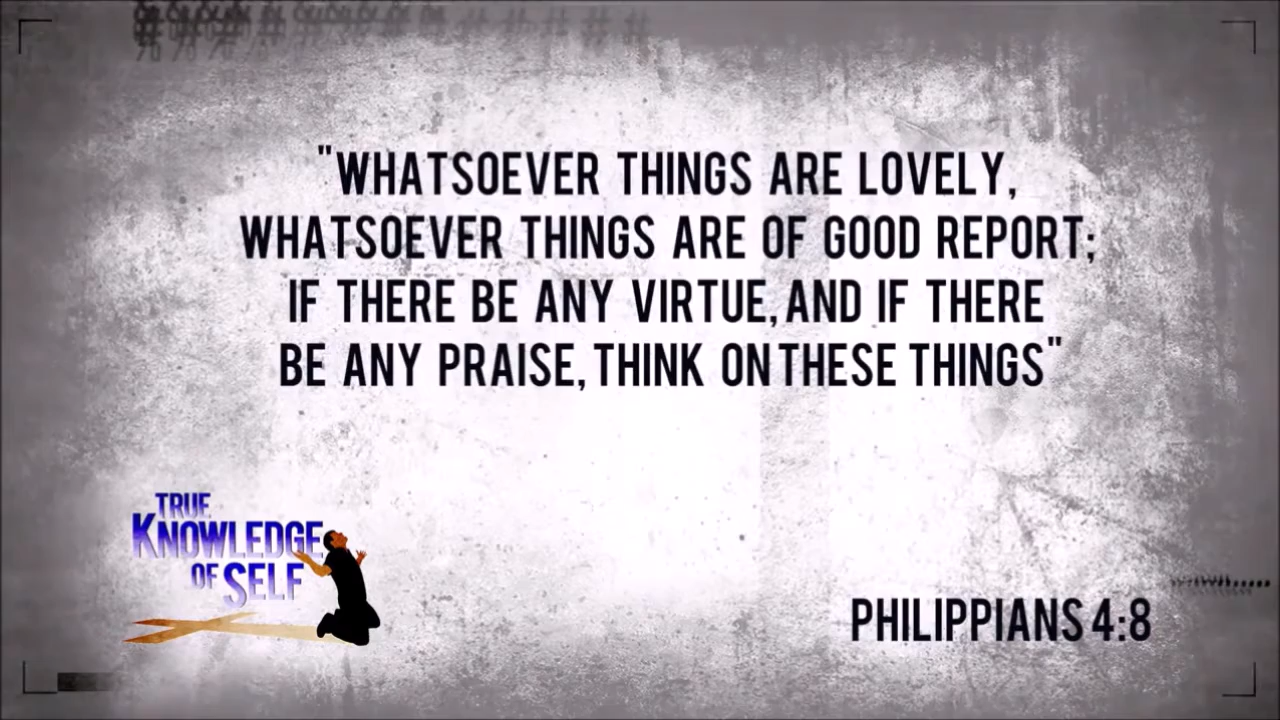 "WHATSOEVER THINGS ARE LOVELY,
WHATSOEVER THINGS ARE OF GOOD REPORT;
IF THERE BE ANY VIRTUE, AND IF THERE
BE ANY PRAISE, THINK ON THESE THINGS"
TRUE
KNOWLEDGE
OF SELF
PHILIPPIANS 4:8